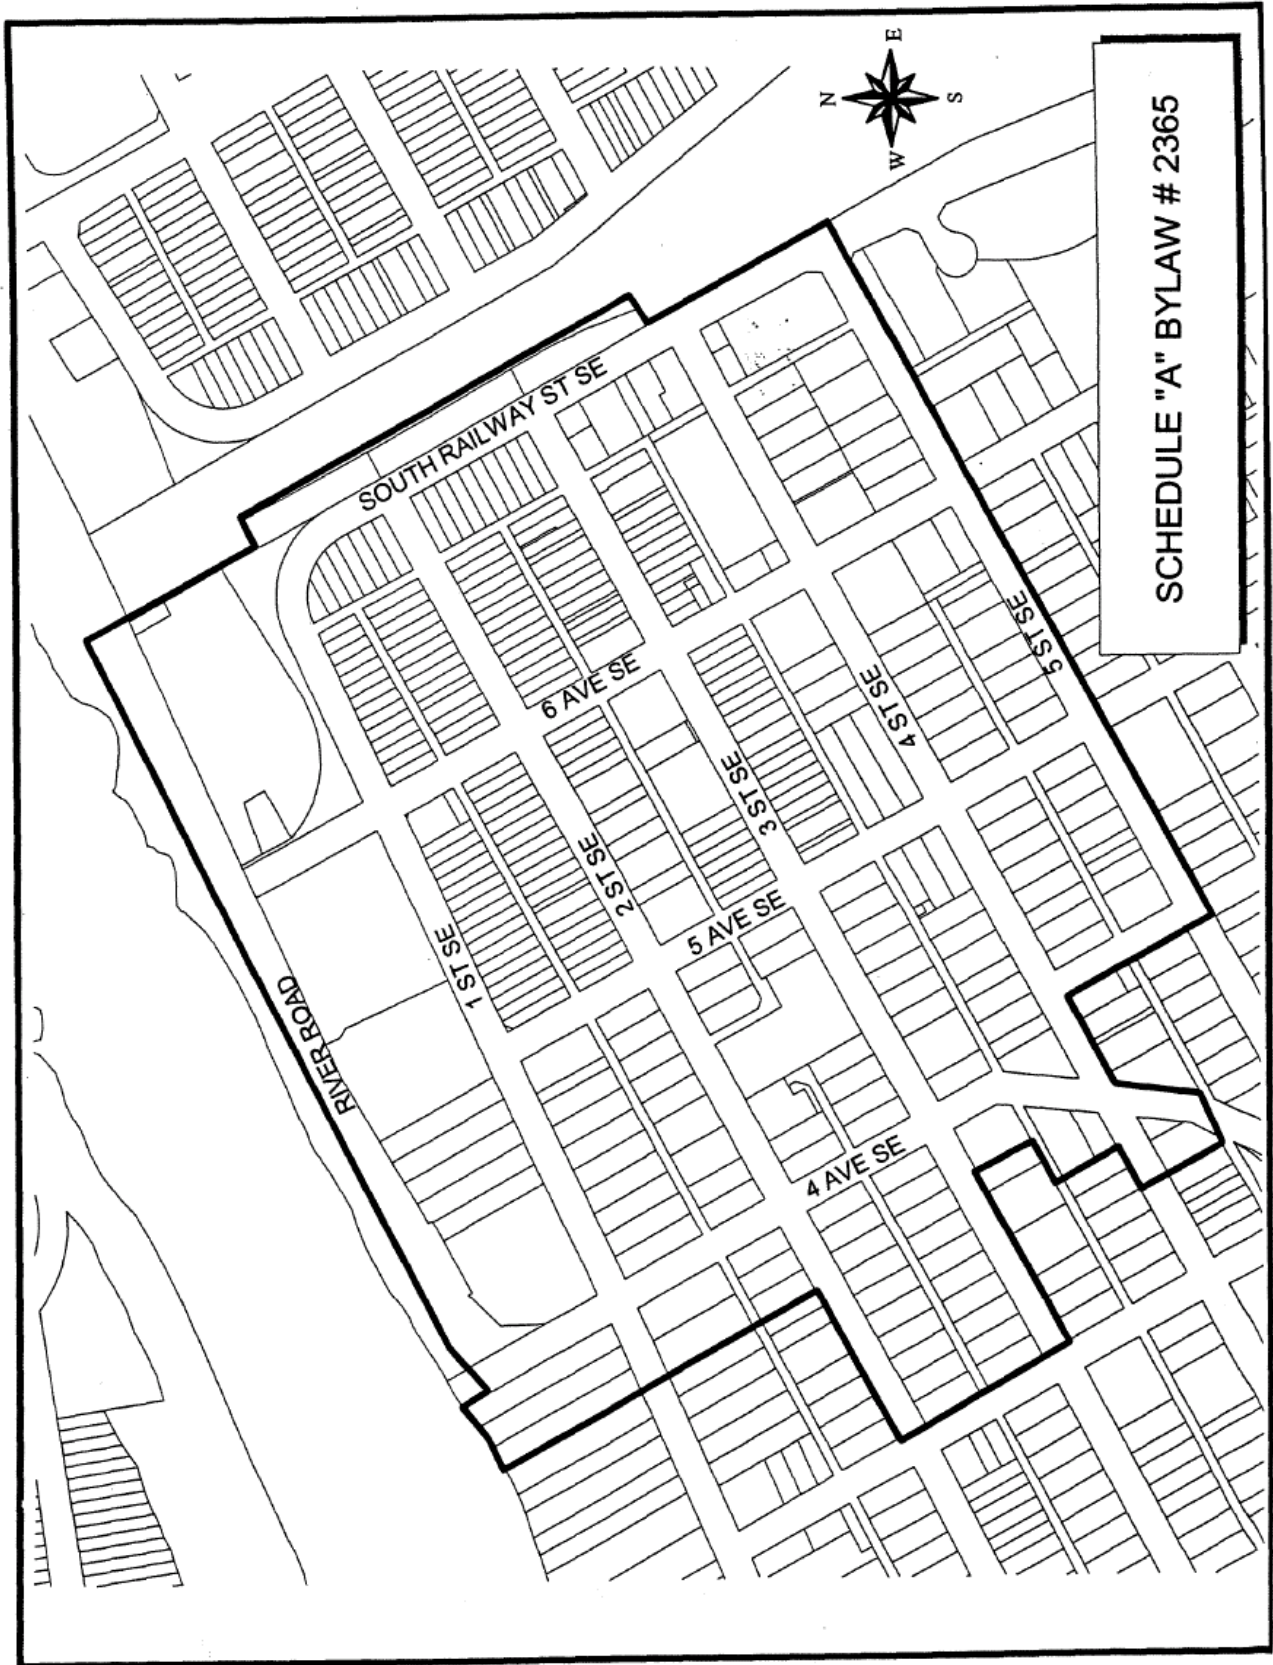 N
E
W
S
SCHEDULE "A" BYLAW # 2365
SOUTH RAILWAY ST SE
6 AVE SE
5 ST SE
4 ST SE
3 ST SE
2 ST SE
5 AVE SE
1 ST SE
RIVER ROAD
4 AVE SE